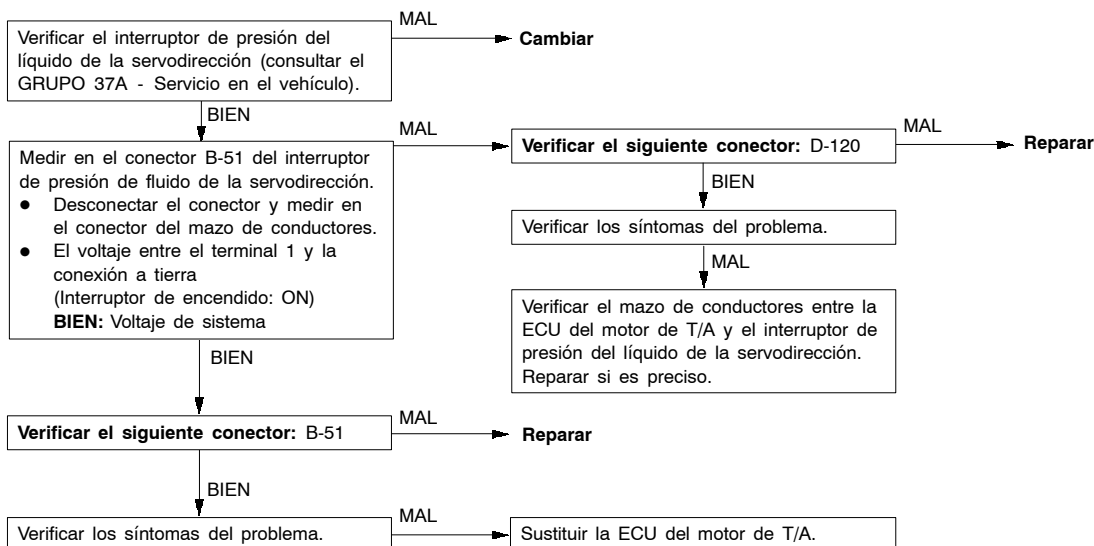 MAL
Verificar el interruptor de presión del
líquido de la servodirección (consultar el
GRUPO 37A - Servicio en el vehículo).
Cambiar
BIEN
MAL
Medir en el conector B-51 del interruptor
de presión de fluido de la servodirección.
● Desconectar el conector y medir en
el conector del mazo de conductores.
● El voltaje entre el terminal 1 y la
conexión a tierra
(Interruptor de encendido: ON)
BIEN: Voltaje de sistema
Verificar el siguiente conector: D-120
MAL
Reparar
BIEN
Verificar los síntomas del problema.
MAL
Verificar el mazo de conductores entre la
ECU del motor de T/A y el interruptor de
presión del líquido de la servodirección.
Reparar si es preciso.
BIEN
Verificar el siguiente conector: B-51
MAL
Reparar
BIEN
Verificar los síntomas del problema.
MAL
Sustituir la ECU del motor de T/A.